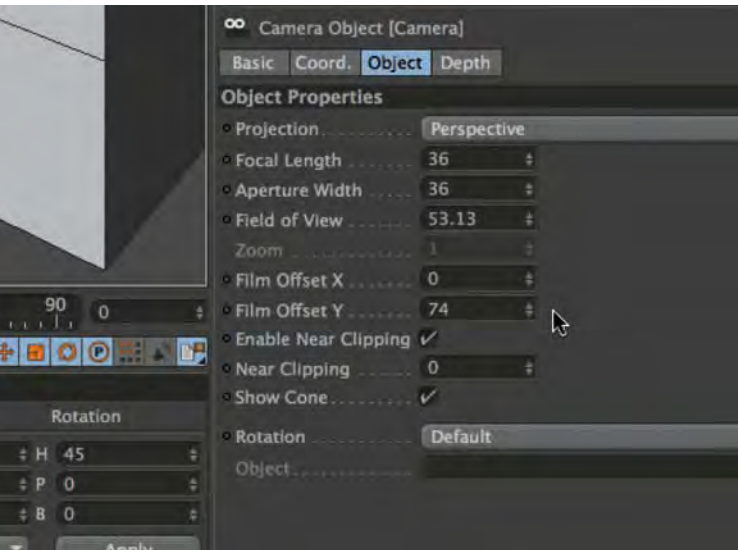 Camera Object [Camera]
Basic Coord. Object Depth
Object Properties
Projection Perspective
Focal Length 36
Aperture Width 36
Field of View 53.13
Zoom 1
Film Offset X 0
Film Offset Y 74
Enable Near Clipping
Near Clipping 0
Show Cone
Rotation Default
Object
90 0
P
Rotation
H 45
P 0
B 0
Apply